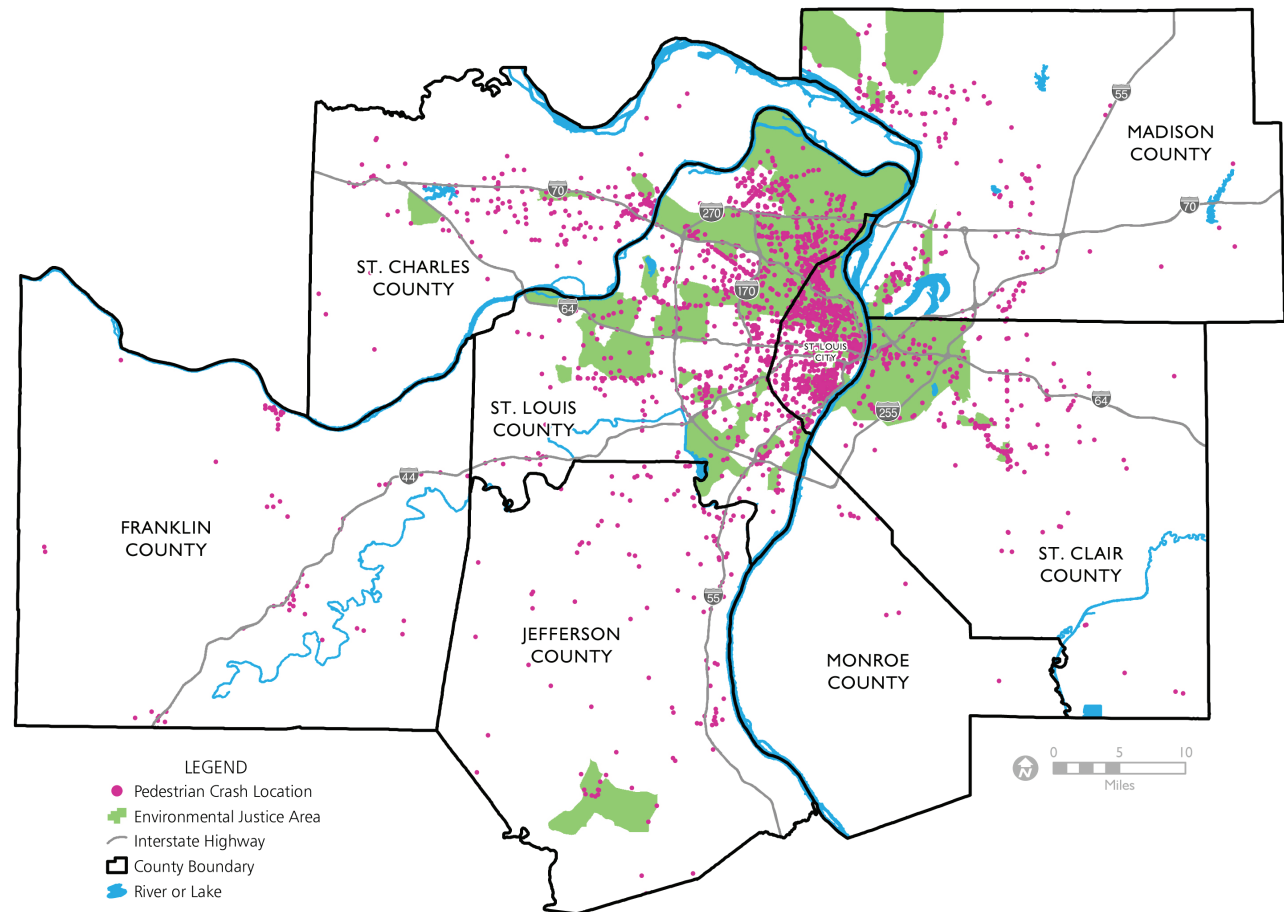 55
MADISON
COUNTY
70
70
270
ST. CHARLES
COUNTY
170
64
ST. LOUIS
CITY
64
ST. LOUIS
COUNTY
255
44
FRANKLIN
COUNTY
ST. CLAIR
COUNTY
55
JEFFERSON
COUNTY
MONROE
COUNTY
LEGEND
Pedestrian Crash Location
Environmental Justice Area
Interstate Highway
County Boundary
River or Lake
N
0 5 10
Miles